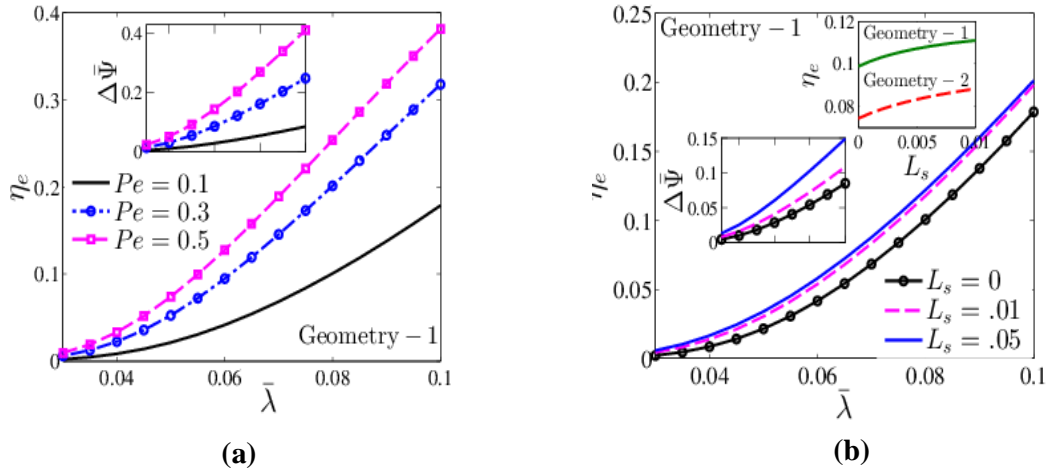 (a)
η_e
0.4
0.3
0.2
0.1
0
0.04 0.06 0.08 0.1
λ̄
ΔΨ̄
0.4
0.2
0
Pe = 0.1
Pe = 0.3
Pe = 0.5
Geometry − 1
(a)
(b)
η_e
0.25
0.2
0.15
0.1
0.05
0
0.04 0.06 0.08 0.1
λ̄
Geometry − 1
η_e
0.12
0.1
0.08
Geometry − 1
Geometry − 2
0 0.005 0.01
L_s
ΔΨ̄
0.15
0.1
0.05
0
L_s = 0
L_s = .01
L_s = .05
(b)